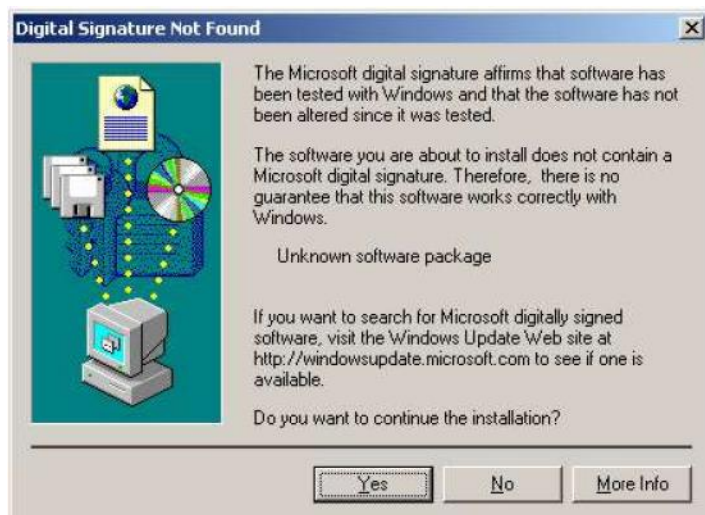 Digital Signature Not Found
The Microsoft digital signature affirms that software has
been tested with Windows and that the software has not
been altered since it was tested.
The software you are about to install does not contain a
Microsoft digital signature. Therefore, there is no
guarantee that this software works correctly with
Windows.
Unknown software package
If you want to search for Microsoft digitally signed
software, visit the Windows Update Web site at
http://windowsupdate.microsoft.com to see if one is
available.
Do you want to continue the installation?
Yes No More Info